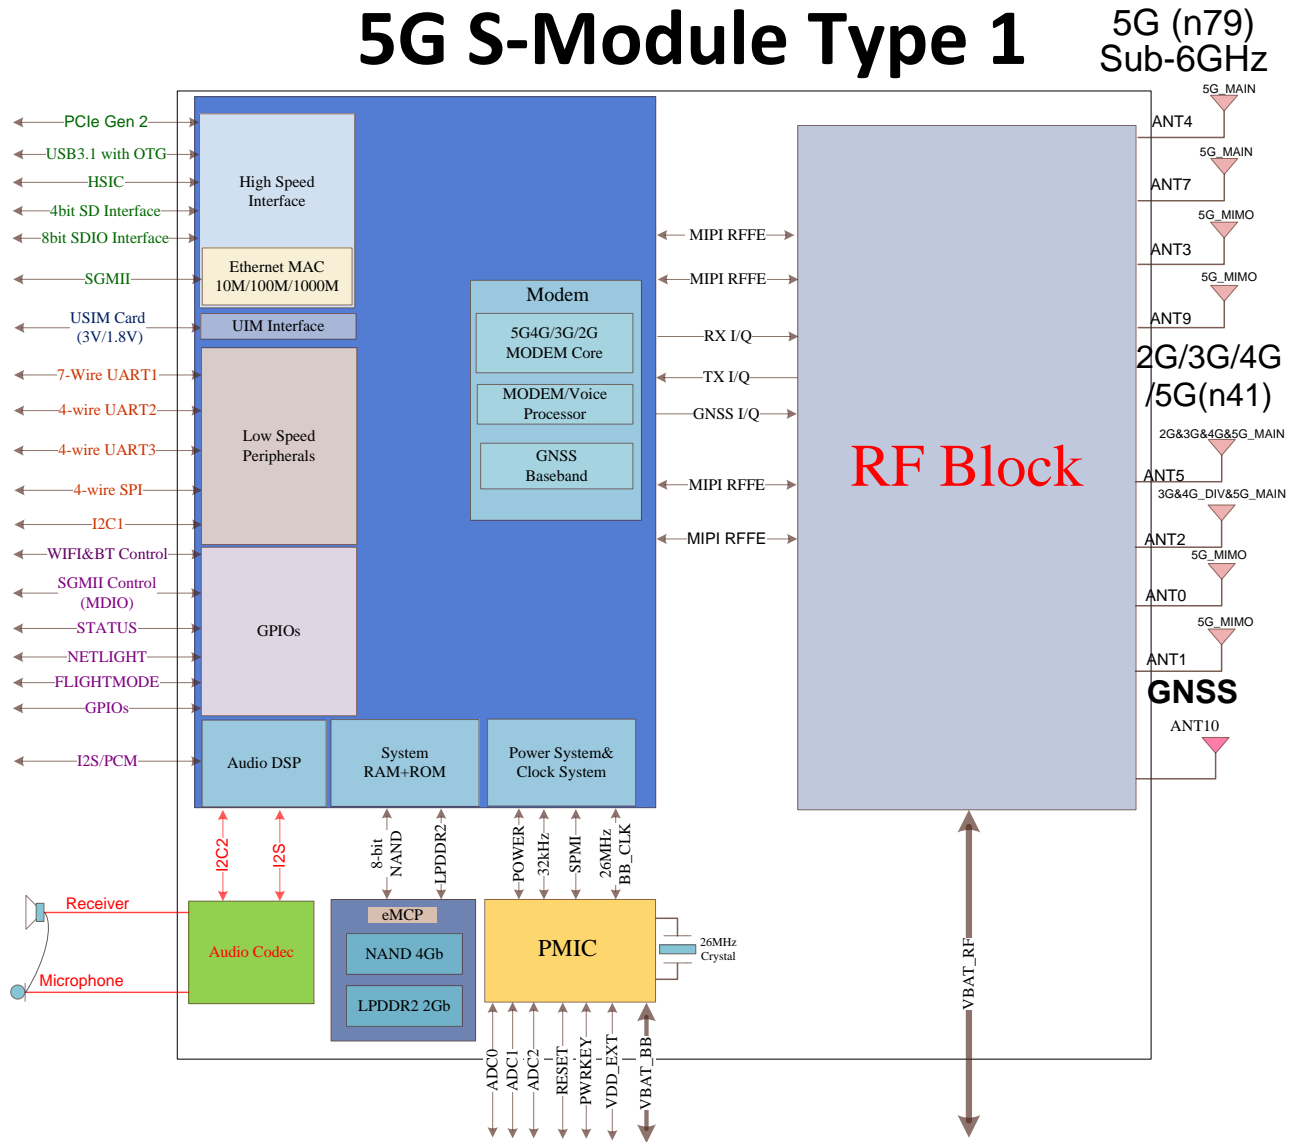 5G S-Module Type 1
5G (n79)
Sub-6GHz
PCIe Gen 2
USB3.1 with OTG
HSIC
4bit SD Interface
8bit SDIO Interface
SGMII
USIM Card
(3V/1.8V)
7-Wire UART1
4-wire UART2
4-wire UART3
4-wire SPI
I2C1
WIFI&BT Control
SGMII Control
(MDIO)
STATUS
NETLIGHT
FLIGHTMODE
GPIOs
I2S/PCM
High Speed
Interface
Ethernet MAC
10M/100M/1000M
UIM Interface
Low Speed
Peripherals
GPIOs
Audio DSP
System
RAM+ROM
Power System&
Clock System
Modem
5G4G/3G/2G
MODEM Core
MODEM/Voice
Processor
GNSS
Baseband
MIPI RFFE
MIPI RFFE
RX I/Q
TX I/Q
GNSS I/Q
MIPI RFFE
MIPI RFFE
RF Block
5G_MAIN
ANT4
5G_MAIN
ANT7
5G_MIMO
ANT3
5G_MIMO
ANT9
2G/3G/4G
/5G(n41)
2G&3G&4G&5G_MAIN
ANT5
3G&4G_DIV&5G_MAIN
ANT2
5G_MIMO
ANT0
5G_MIMO
ANT1
GNSS
ANT10
I2C2
I2S
8-bit
NAND
LPDDR2
POWER
32kHz
SPMI
26MHz
BB_CLK
Receiver
Microphone
Audio Codec
eMCP
NAND 4Gb
LPDDR2 2Gb
PMIC
26MHz
Crystal
ADC0
ADC1
ADC2
RESET
PWRKEY
VDD_EXT
VBAT_BB
VBAT_RF